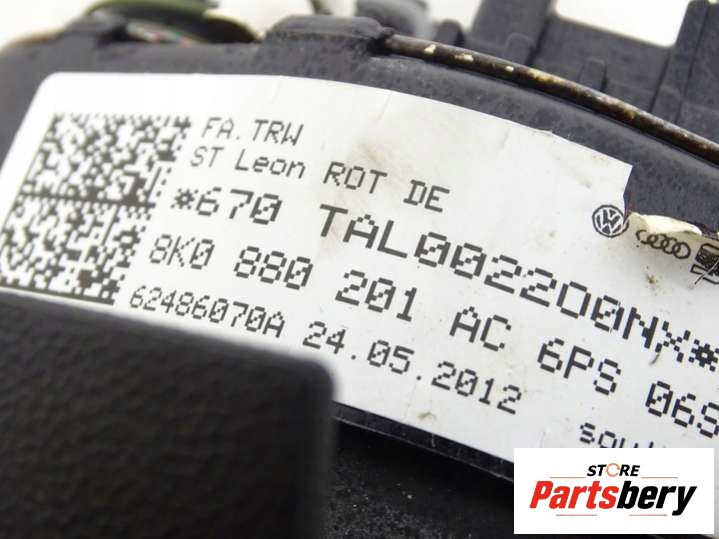 FA.TRW
ST Leon ROT DE
*670 TAL002200NX*
8K0 880 201 AC 6PS 06S
62486070A 24.05.2012
STORE
Partsbery